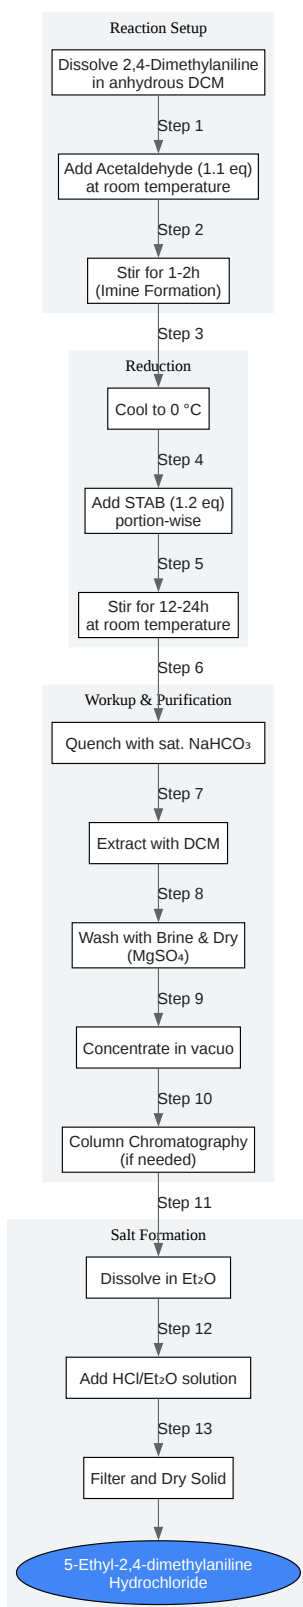 Reaction Setup
Dissolve 2,4-Dimethylaniline
in anhydrous DCM
Step 1
Add Acetaldehyde (1.1 eq)
at room temperature
Step 2
Stir for 1-2h
(Imine Formation)
Step 3
Reduction
Cool to 0 °C
Step 4
Add STAB (1.2 eq)
portion-wise
Step 5
Stir for 12-24h
at room temperature
Step 6
Workup & Purification
Quench with sat. NaHCO₃
Step 7
Extract with DCM
Step 8
Wash with Brine & Dry
(MgSO₄)
Step 9
Concentrate in vacuo
Step 10
Column Chromatography
(if needed)
Step 11
Salt Formation
Dissolve in Et₂O
Step 12
Add HCl/Et₂O solution
Step 13
Filter and Dry Solid
5-Ethyl-2,4-dimethylaniline
Hydrochloride